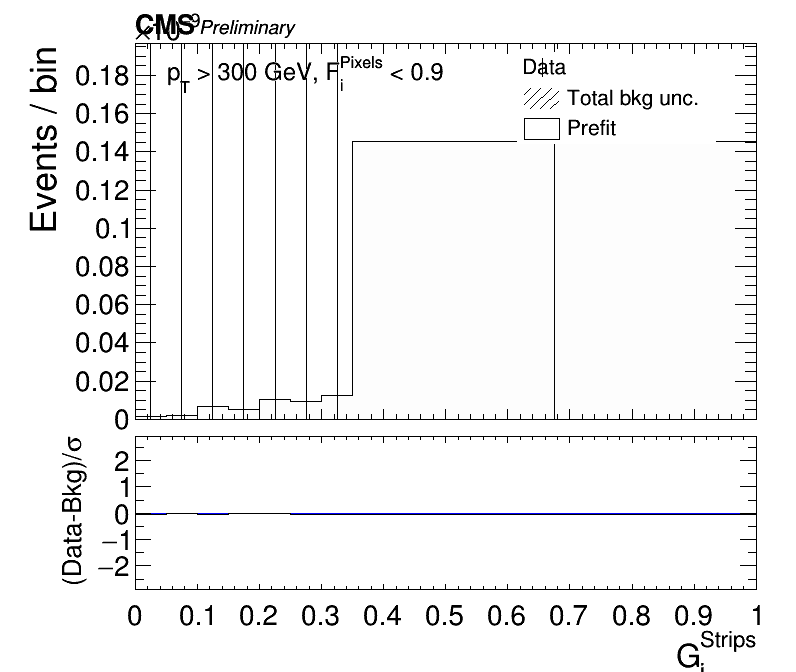 CMS Preliminary
×10⁹
p_T > 300 GeV, F_i^Pixels < 0.9
Data
Total bkg unc.
Prefit
Events / bin
0.18
0.16
0.14
0.12
0.1
0.08
0.06
0.04
0.02
0
(Data-Bkg)/σ
2
1
0
−1
−2
0 0.1 0.2 0.3 0.4 0.5 0.6 0.7 0.8 0.9 1
G_i^Strips